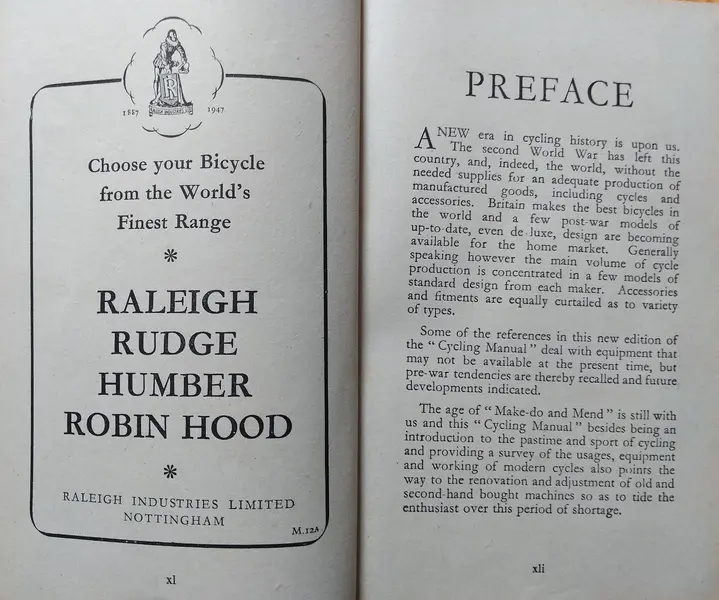 R
1887 1947
Choose your Bicycle
from the World's
Finest Range
*
RALEIGH
RUDGE
HUMBER
ROBIN HOOD
*
RALEIGH INDUSTRIES LIMITED
NOTTINGHAM
M.12A
xl
PREFACE
A NEW era in cycling history is upon us.
The second World War has left this
country, and, indeed, the world, without the
needed supplies for an adequate production of
manufactured goods, including cycles and
accessories. Britain makes the best bicycles in
the world and a few post-war models of
up-to-date, even de-luxe, design are becoming
available for the home market. Generally
speaking however the main volume of cycle
production is concentrated in a few models of
standard design from each maker. Accessories
and fitments are equally curtailed as to variety
of types.
Some of the references in this new edition of
the "Cycling Manual" deal with equipment that
may not be available at the present time, but
pre-war tendencies are thereby recalled and future
developments indicated.
The age of "Make-do and Mend" is still with
us and this "Cycling Manual" besides being an
introduction to the pastime and sport of cycling
and providing a survey of the usages, equipment
and working of modern cycles also points the
way to the renovation and adjustment of old and
second-hand bought machines so as to tide the
enthusiast over this period of shortage.
xli